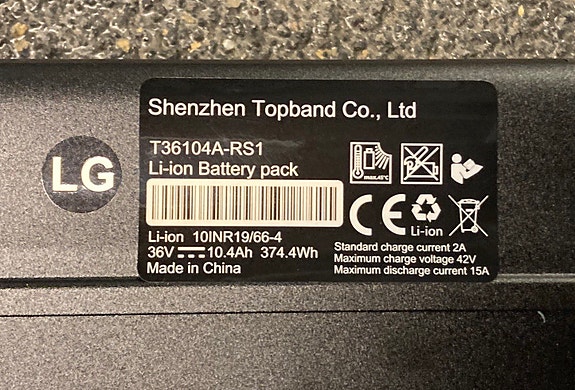 Shenzhen Topband Co., Ltd
T36104A-RS1
Li-ion Battery pack
max.45°C
LG
Li-ion
Li-ion 10INR19/66-4
36V 10.4Ah 374.4Wh
Made in China
Standard charge current 2A
Maximum charge voltage 42V
Maximum discharge current 15A